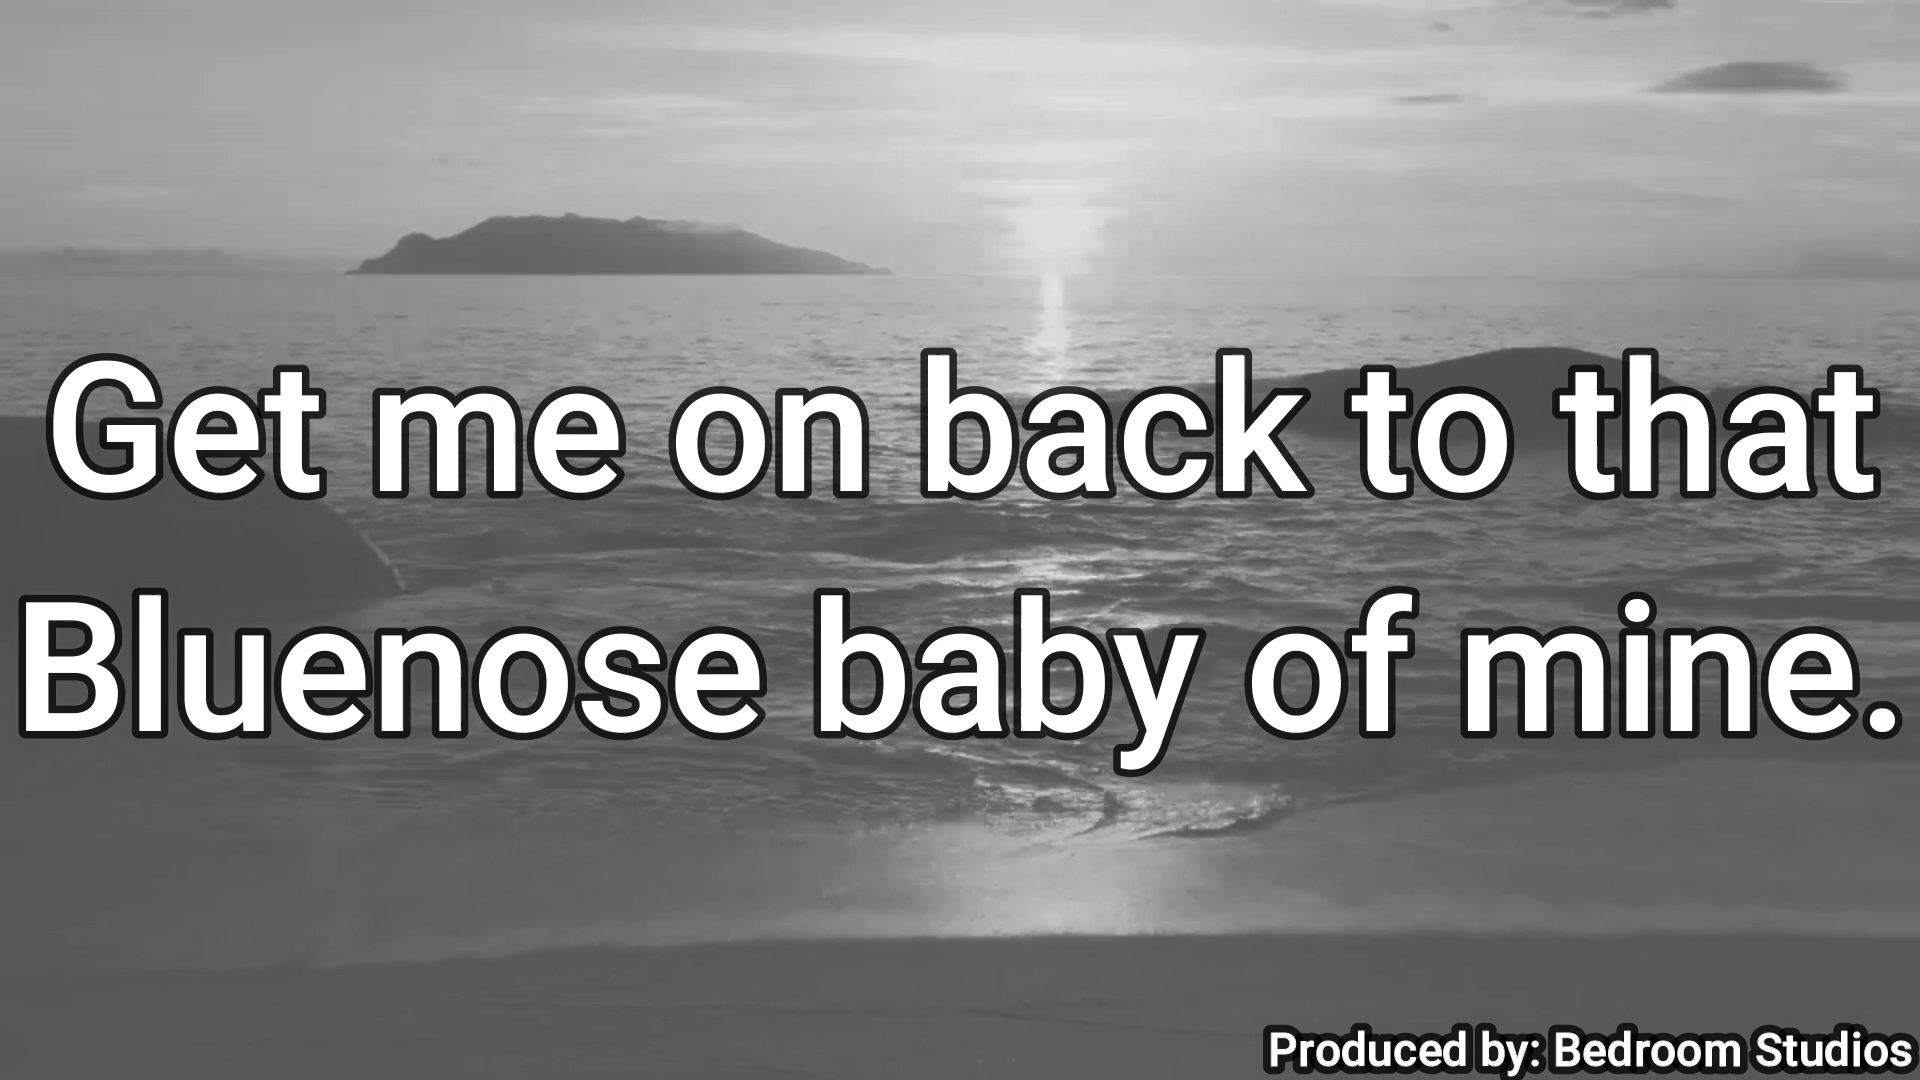 Get me on back to that
Bluenose baby of mine.
Produced by: Bedroom Studios